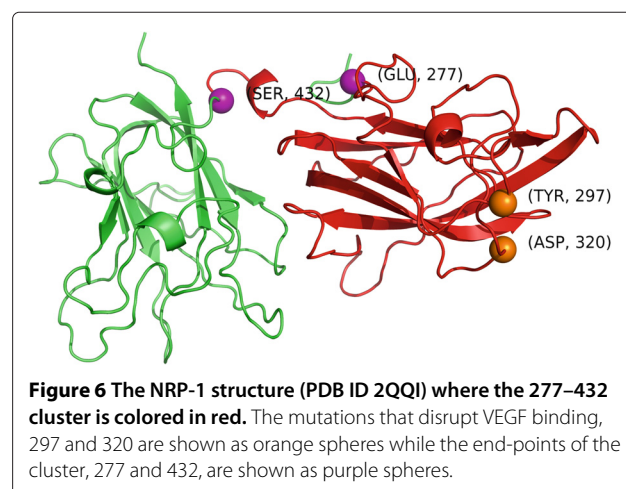 (GLU, 277)
(SER, 432)
(TYR, 297)
(ASP, 320)
Figure 6 The NRP-1 structure (PDB ID 2QQI) where the 277–432
cluster is colored in red. The mutations that disrupt VEGF binding,
297 and 320 are shown as orange spheres while the end-points of the
cluster, 277 and 432, are shown as purple spheres.